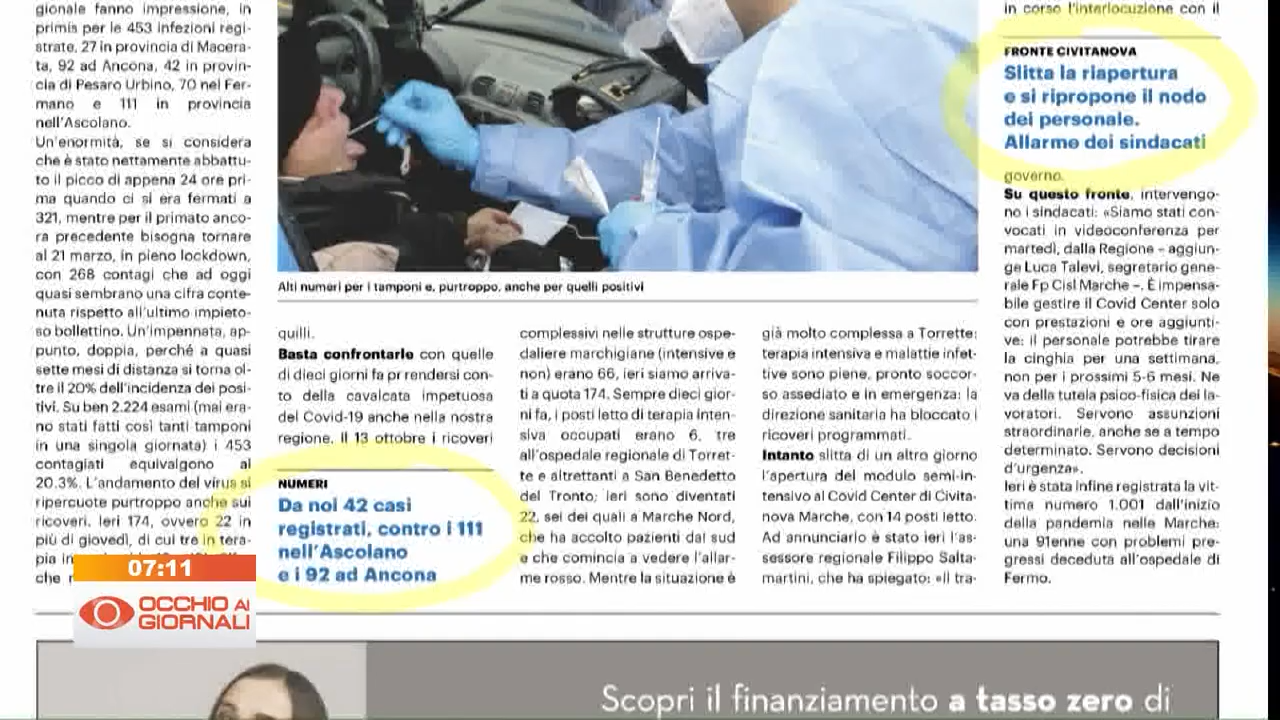 gionale fanno impressione, in
primis per le 453 infezioni regi-
strate, 27 in provincia di Macera-
ta, 92 ad Ancona, 42 in provin-
cia di Pesaro Urbino, 70 nel Fer-
mano e 111 in provincia
nell'Ascolano.
Un'enormità, se si considera
che è stato nettamente abbattu-
to il picco di appena 24 ore pri-
ma quando ci si era fermati a
321, mentre per il primato anco-
ra precedente bisogna tornare
al 21 marzo, in pieno lockdown,
con 268 contagi che ad oggi
quasi sembrano una cifra conte-
nuta rispetto all'ultimo impieto-
so bollettino. Un'impennata, ap-
punto, doppia, perché a quasi
sette mesi di distanza si torna ol-
tre il 20% dell'incidenza dei posi-
tivi. Su ben 2.224 esami (mai era-
no stati fatti così tanti tamponi
in una singola giornata) i 453
contagiati equivalgono al
20.3%. L'andamento del virus si
ripercuote purtroppo anche sui
ricoveri. Ieri 174, ovvero 22 in
più di giovedì, di cui tre in tera-
pia in
che
07:11
OCCHIO AI
GIORNALI
Alti numeri per i tamponi e, purtroppo, anche per quelli positivi
quilli.
Basta confrontarle con quelle
di dieci giorni fa pr rendersi con-
to della cavalcata impetuosa
del Covid-19 anche nella nostra
regione. Il 13 ottobre i ricoveri
NUMERI
Da noi 42 casi
registrati, contro i 111
nell'Ascolano
e i 92 ad Ancona
complessivi nelle strutture ospe-
daliere marchigiane (intensive e
non) erano 66, ieri siamo arriva-
ti a quota 174. Sempre dieci gior-
ni fa, i posti letto di terapia inten-
siva occupati erano 6, tre
all'ospedale regionale di Torret-
te e altrettanti a San Benedetto
del Tronto; ieri sono diventati
22, sei dei quali a Marche Nord,
che ha accolto pazienti dal sud
e che comincia a vedere l'allar-
me rosso. Mentre la situazione è
già molto complessa a Torrette:
terapia intensiva e malattie infet-
tive sono piene, pronto soccor-
so assediato e in emergenza: la
direzione sanitaria ha bloccato i
ricoveri programmati.
Intanto slitta di un altro giorno
l'apertura del modulo semi-in-
tensivo al Covid Center di Civita-
nova Marche, con 14 posti letto.
Ad annunciarlo è stato ieri l'as-
sessore regionale Filippo Salta-
martini, che ha spiegato: «Il tra-
in corso l'interlocuzione con il
FRONTE CIVITANOVA
Slitta la riapertura
e si ripropone il nodo
del personale.
Allarme dei sindacati
governo.
Su questo fronte, intervengo-
no i sindacati: «Siamo stati con-
vocati in videoconferenza per
martedì, dalla Regione – aggiun-
ge Luca Talevi, segretario gene-
rale Fp Cisl Marche –. È impensa-
bile gestire il Covid Center solo
con prestazioni e ore aggiunti-
ve: il personale potrebbe tirare
la cinghia per una settimana,
non per i prossimi 5-6 mesi. Ne
va della tutela psico-fisica dei la-
voratori. Servono assunzioni
straordinarie, anche se a tempo
determinato. Servono decisioni
d'urgenza».
Ieri è stata infine registrata la vit-
tima numero 1.001 dall'inizio
della pandemia nelle Marche:
una 91enne con problemi pre-
gressi deceduta all'ospedale di
Fermo.
Scopri il finanziamento a tasso zero di